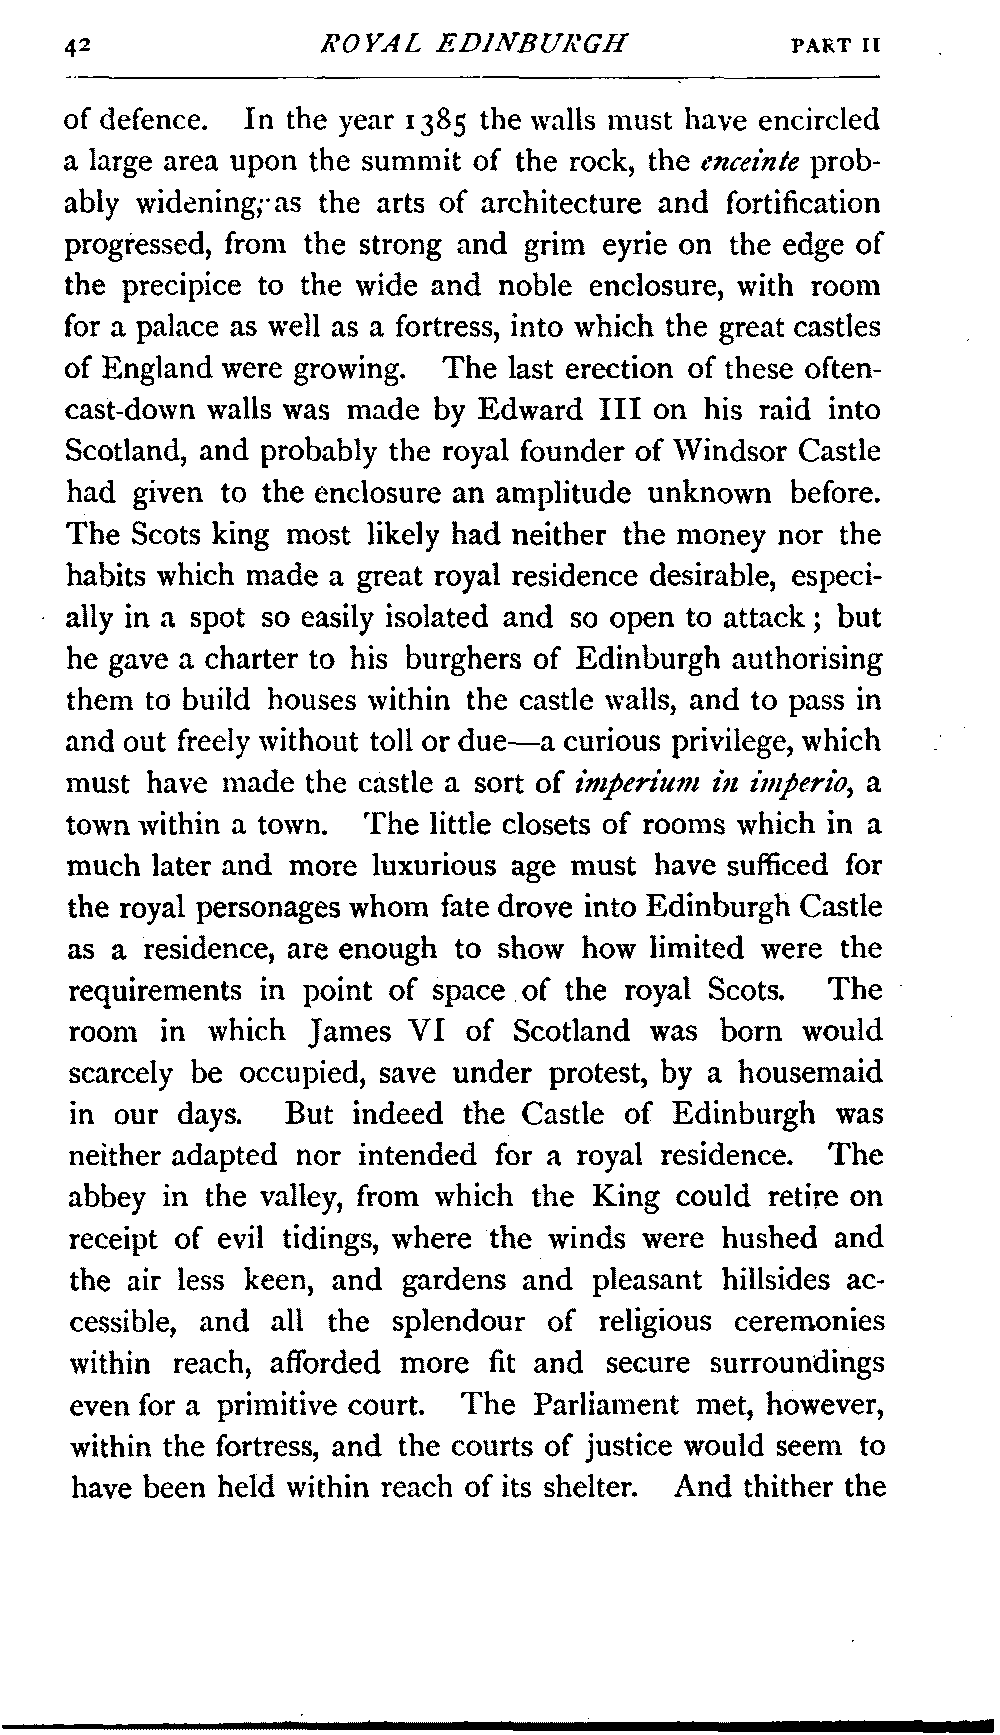 42 ROYAL EDINBURGH PART II
of defence. In the year 1385 the walls must have encircled
a large area upon the summit of the rock, the enceinte prob-
ably widening, as the arts of architecture and fortification
progressed, from the strong and grim eyrie on the edge of
the precipice to the wide and noble enclosure, with room
for a palace as well as a fortress, into which the great castles
of England were growing. The last erection of these often-
cast-down walls was made by Edward III on his raid into
Scotland, and probably the royal founder of Windsor Castle
had given to the enclosure an amplitude unknown before.
The Scots king most likely had neither the money nor the
habits which made a great royal residence desirable, especi-
ally in a spot so easily isolated and so open to attack; but
he gave a charter to his burghers of Edinburgh authorising
them to build houses within the castle walls, and to pass in
and out freely without toll or due—a curious privilege, which
must have made the castle a sort of imperium in imperio, a
town within a town. The little closets of rooms which in a
much later and more luxurious age must have sufficed for
the royal personages whom fate drove into Edinburgh Castle
as a residence, are enough to show how limited were the
requirements in point of space of the royal Scots. The
room in which James VI of Scotland was born would
scarcely be occupied, save under protest, by a housemaid
in our days. But indeed the Castle of Edinburgh was
neither adapted nor intended for a royal residence. The
abbey in the valley, from which the King could retire on
receipt of evil tidings, where the winds were hushed and
the air less keen, and gardens and pleasant hillsides ac-
cessible, and all the splendour of religious ceremonies
within reach, afforded more fit and secure surroundings
even for a primitive court. The Parliament met, however,
within the fortress, and the courts of justice would seem to
have been held within reach of its shelter. And thither the